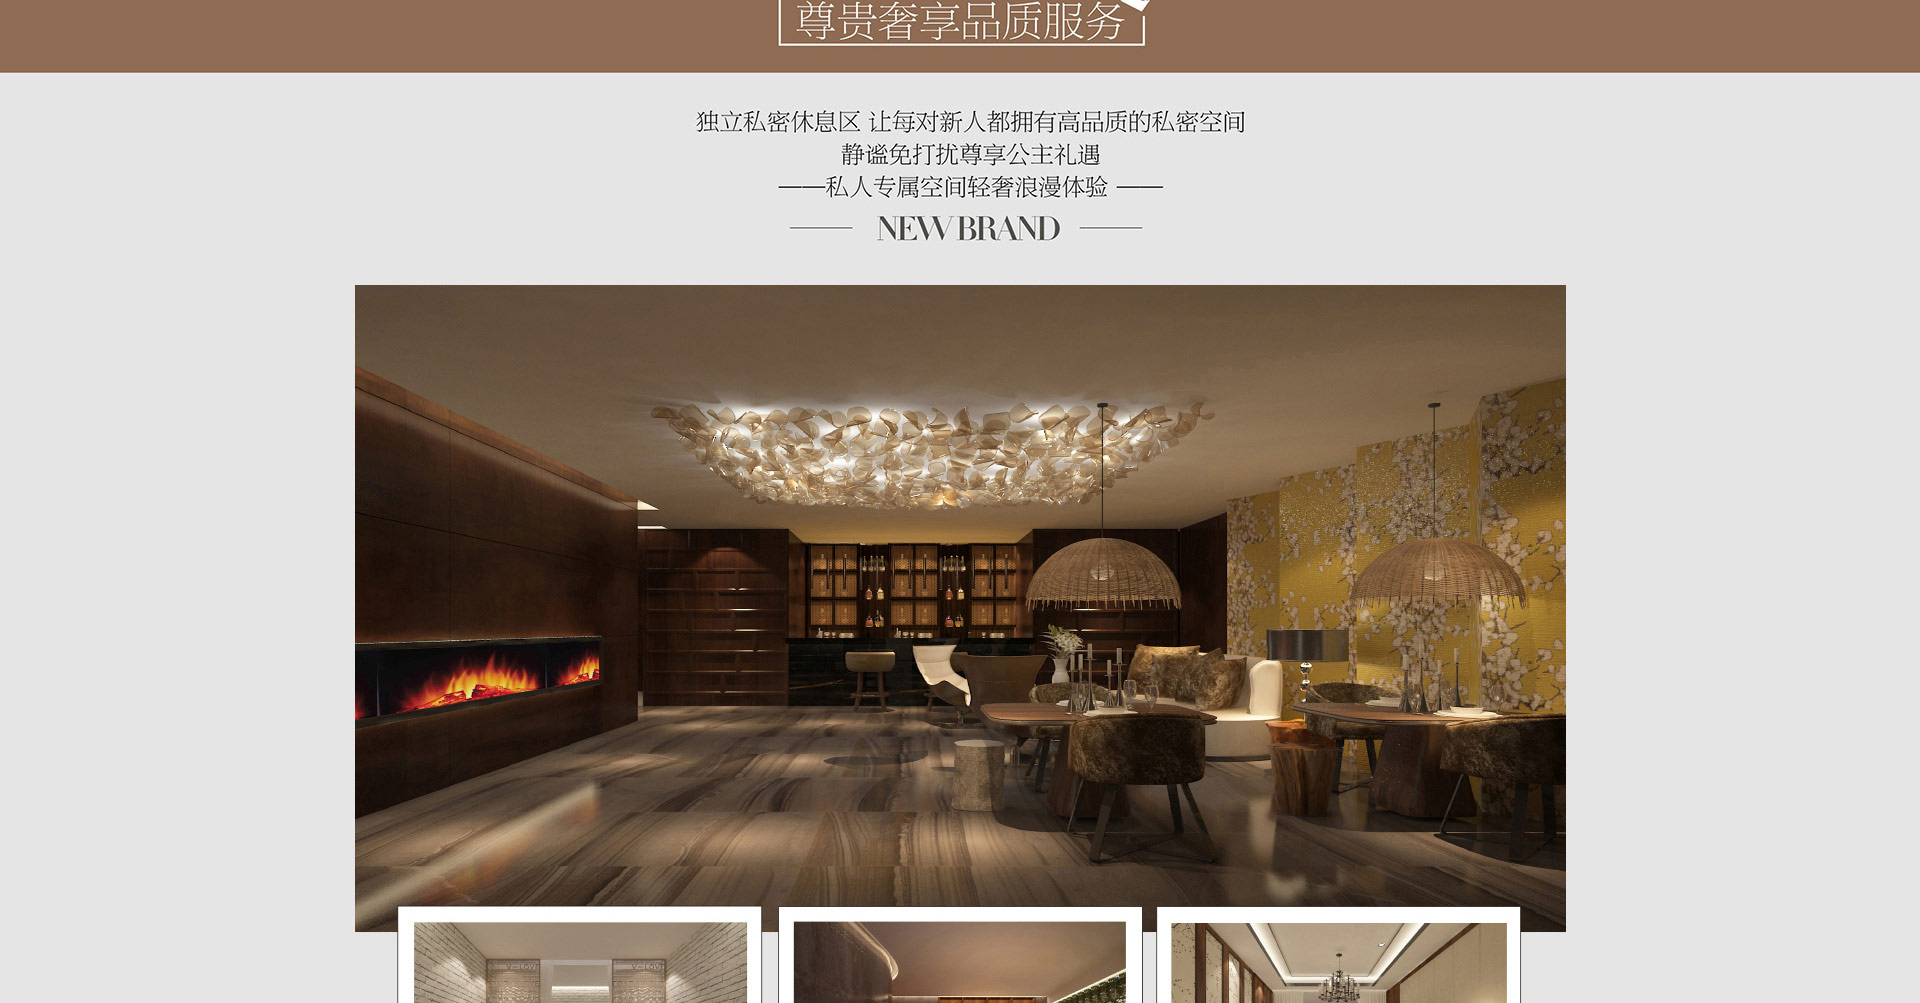 尊贵奢享品质服务
独立私密休息区 让每对新人都拥有高品质的私密空间
静谧免打扰尊享公主礼遇
——私人专属空间轻奢浪漫体验 ——
NEW BRAND